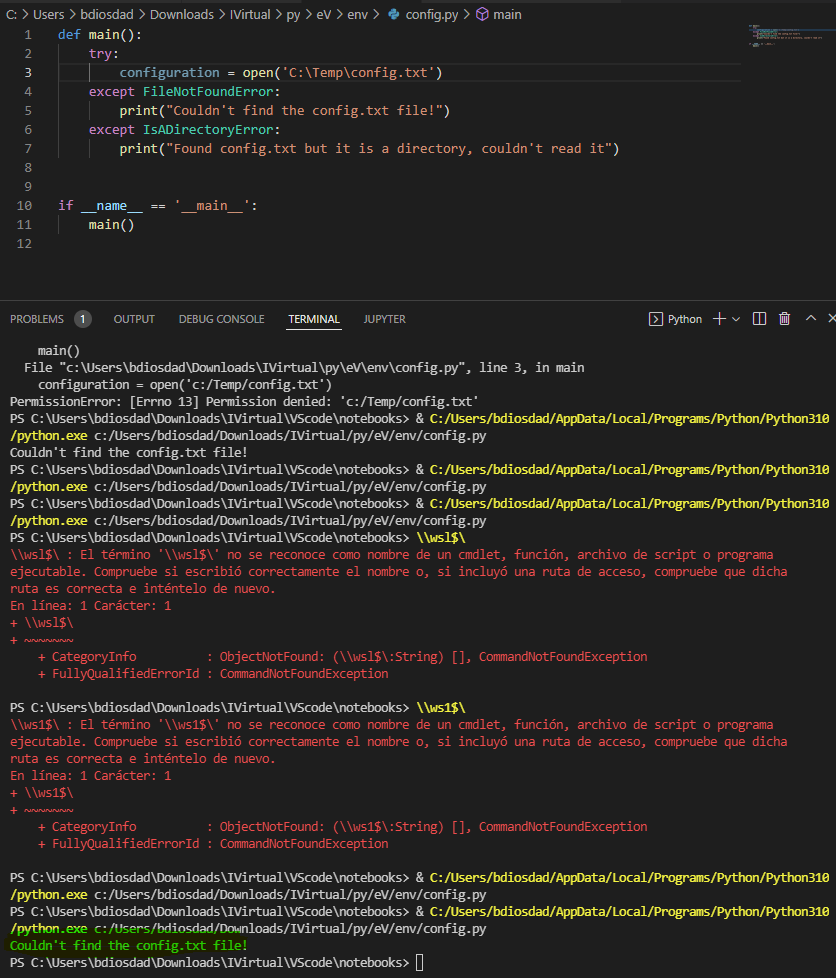 C: > Users > bdiosdad > Downloads > IVirtual > py > eV > env > config.py > main
1 def main():
2 try:
3 configuration = open('C:\Temp\config.txt')
4 except FileNotFoundError:
5 print("Couldn't find the config.txt file!")
6 except IsADirectoryError:
7 print("Found config.txt but it is a directory, couldn't read it")
8
9
10 if __name__ == '__main__':
11 main()
12
PROBLEMS 1 OUTPUT DEBUG CONSOLE TERMINAL JUPYTER Python
main()
File "c:\Users\bdiosdad\Downloads\IVirtual\py\eV\env\config.py", line 3, in main
configuration = open('c:/Temp/config.txt')
PermissionError: [Errno 13] Permission denied: 'c:/Temp/config.txt'
PS C:\Users\bdiosdad\Downloads\IVirtual\VScode\notebooks> & C:/Users/bdiosdad/AppData/Local/Programs/Python/Python310
/python.exe c:/Users/bdiosdad/Downloads/IVirtual/py/eV/env/config.py
Couldn't find the config.txt file!
PS C:\Users\bdiosdad\Downloads\IVirtual\VScode\notebooks> & C:/Users/bdiosdad/AppData/Local/Programs/Python/Python310
/python.exe c:/Users/bdiosdad/Downloads/IVirtual/py/eV/env/config.py
PS C:\Users\bdiosdad\Downloads\IVirtual\VScode\notebooks> & C:/Users/bdiosdad/AppData/Local/Programs/Python/Python310
/python.exe c:/Users/bdiosdad/Downloads/IVirtual/py/eV/env/config.py
PS C:\Users\bdiosdad\Downloads\IVirtual\VScode\notebooks> \\wsl$\
\\wsl$\ : El término '\\wsl$\' no se reconoce como nombre de un cmdlet, función, archivo de script o programa
ejecutable. Compruebe si escribió correctamente el nombre o, si incluyó una ruta de acceso, compruebe que dicha
ruta es correcta e inténtelo de nuevo.
En línea: 1 Carácter: 1
+ \\wsl$\
+ ~~~~~~~
+ CategoryInfo : ObjectNotFound: (\\wsl$\:String) [], CommandNotFoundException
+ FullyQualifiedErrorId : CommandNotFoundException
PS C:\Users\bdiosdad\Downloads\IVirtual\VScode\notebooks> \\ws1$\
\\ws1$\ : El término '\\ws1$\' no se reconoce como nombre de un cmdlet, función, archivo de script o programa
ejecutable. Compruebe si escribió correctamente el nombre o, si incluyó una ruta de acceso, compruebe que dicha
ruta es correcta e inténtelo de nuevo.
En línea: 1 Carácter: 1
+ \\ws1$\
+ ~~~~~~~
+ CategoryInfo : ObjectNotFound: (\\ws1$\:String) [], CommandNotFoundException
+ FullyQualifiedErrorId : CommandNotFoundException
PS C:\Users\bdiosdad\Downloads\IVirtual\VScode\notebooks> & C:/Users/bdiosdad/AppData/Local/Programs/Python/Python310
/python.exe c:/Users/bdiosdad/Downloads/IVirtual/py/eV/env/config.py
PS C:\Users\bdiosdad\Downloads\IVirtual\VScode\notebooks> & C:/Users/bdiosdad/AppData/Local/Programs/Python/Python310
/python.exe c:/Users/bdiosdad/Downloads/IVirtual/py/eV/env/config.py
Couldn't find the config.txt file!
PS C:\Users\bdiosdad\Downloads\IVirtual\VScode\notebooks>